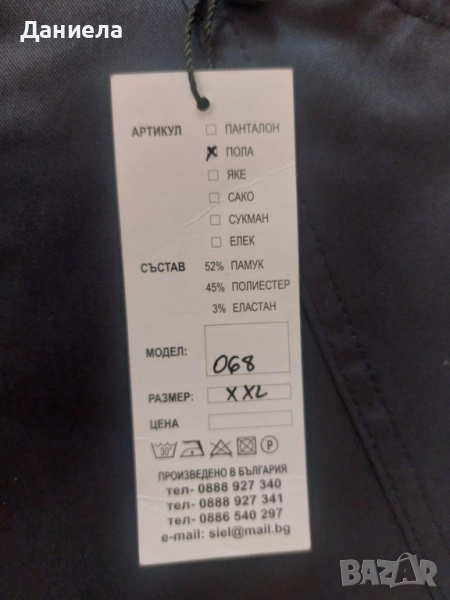 Даниела
АРТИКУЛ ПАНТАЛОН
X ПОЛА
ЯКЕ
САКО
СУКМАН
ЕЛЕК
СЪСТАВ 52% ПАМУК
45% ПОЛИЕСТЕР
3% ЕЛАСТАН
МОДЕЛ: 068
РАЗМЕР: XXL
ЦЕНА
30° P
ПРОИЗВЕДЕНО В БЪЛГАРИЯ
тел- 0888 927 340
тел- 0888 927 341
тел- 0886 540 297
e-mail: siel@mail.bg
BAZAR